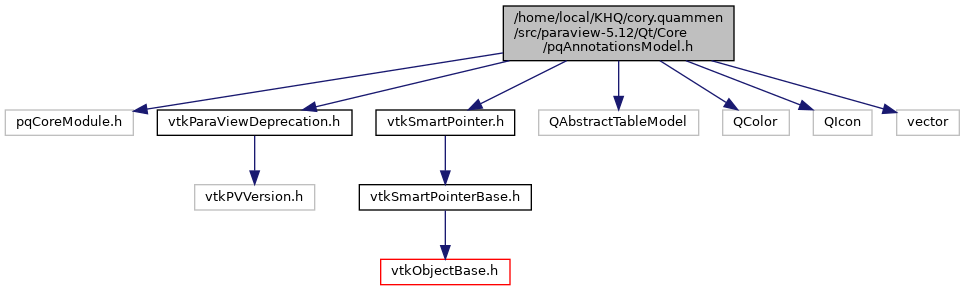 /home/local/KHQ/cory.quammen
/src/paraview-5.12/Qt/Core
/pqAnnotationsModel.h
pqCoreModule.h
vtkParaViewDeprecation.h
vtkSmartPointer.h
QAbstractTableModel
QColor
QIcon
vector
vtkPVVersion.h
vtkSmartPointerBase.h
vtkObjectBase.h